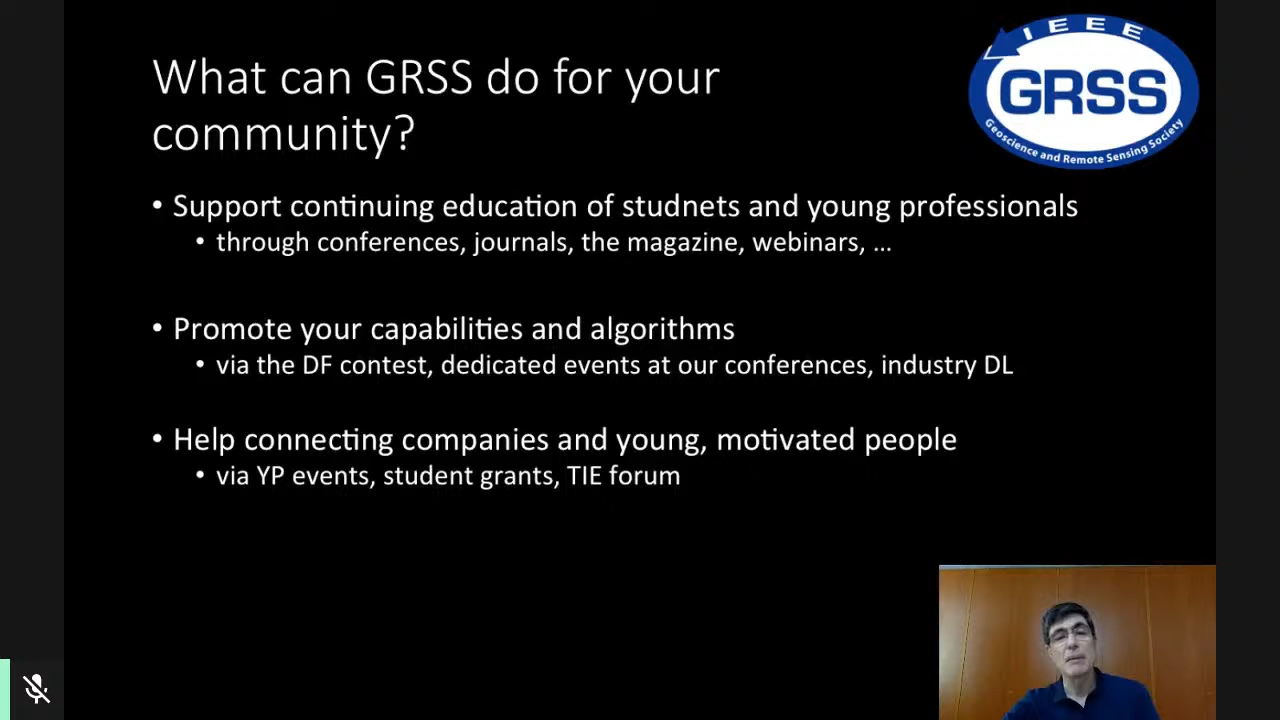 What can GRSS do for your
community?
IEEE
GRSS
Geoscience and Remote Sensing Society
• Support continuing education of studnets and young professionals
• through conferences, journals, the magazine, webinars, ...
• Promote your capabilities and algorithms
• via the DF contest, dedicated events at our conferences, industry DL
• Help connecting companies and young, motivated people
• via YP events, student grants, TIE forum